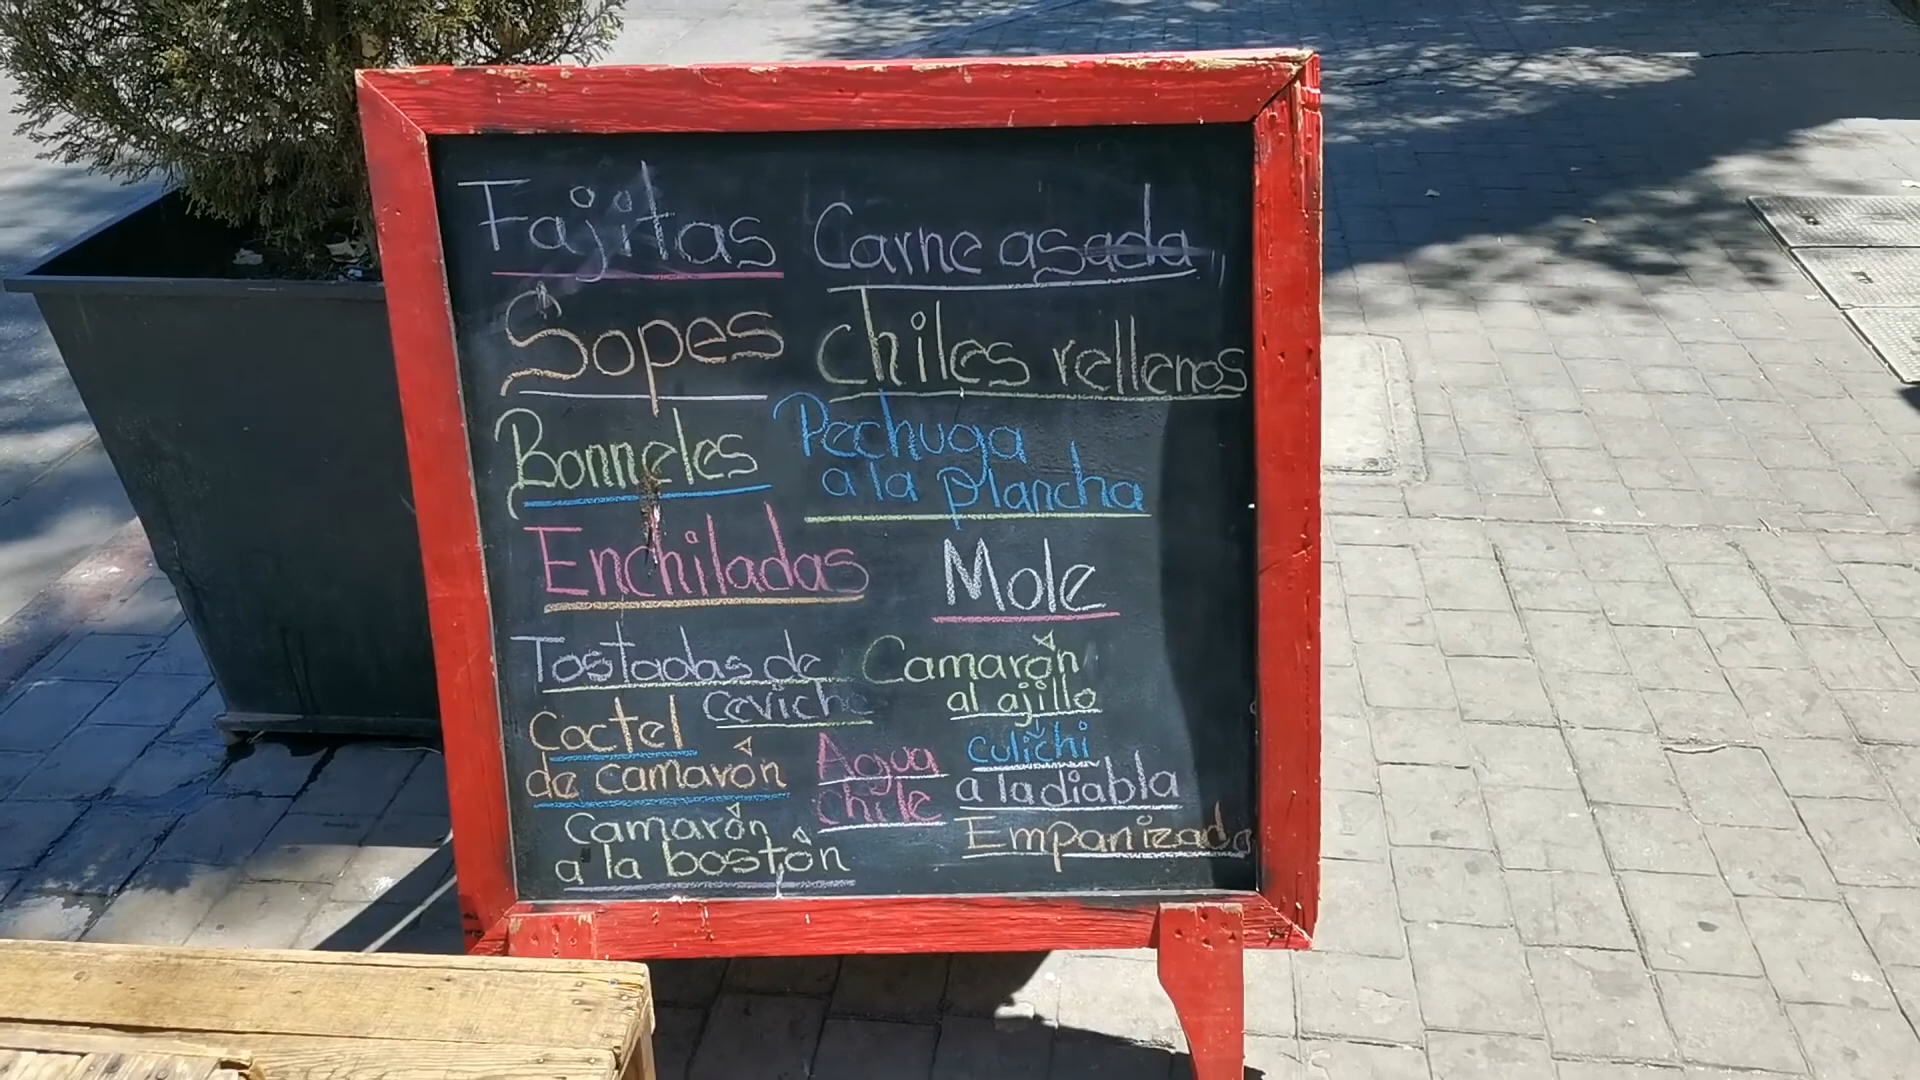 Fajitas Carne asada
Sopes Chiles rellenos
Bonneles Pechuga
a la plancha
Enchiladas Mole
Tostadas de
ceviche
Camarón
al ajillo
Coctel
de camarón
Agua
chile
culichi
a la diabla
Empanizado
Camarón
a la bostón